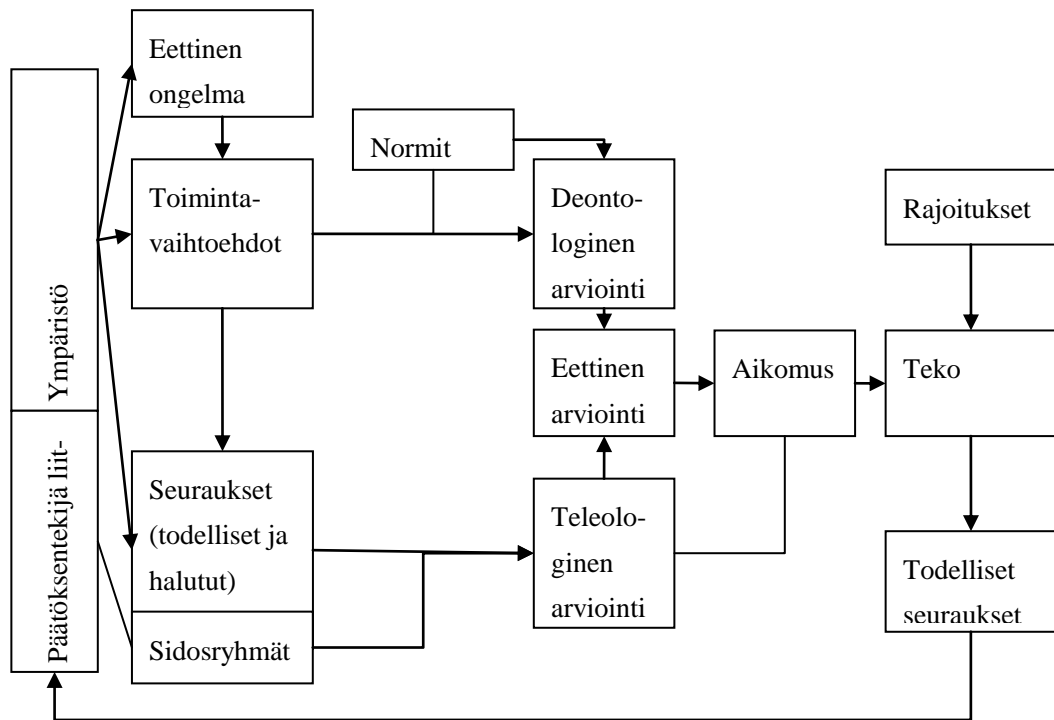 Eettinen
ongelma
Normit
Toiminta-
vaihtoehdot
Deonto-
loginen
arviointi
Rajoitukset
Ympäristö
Eettinen
arviointi
Aikomus
Teko
Päätöksentekijä liit-
Seuraukset
(todelliset ja
halutut)
Sidosryhmät
Teleolo-
ginen
arviointi
Todelliset
seuraukset